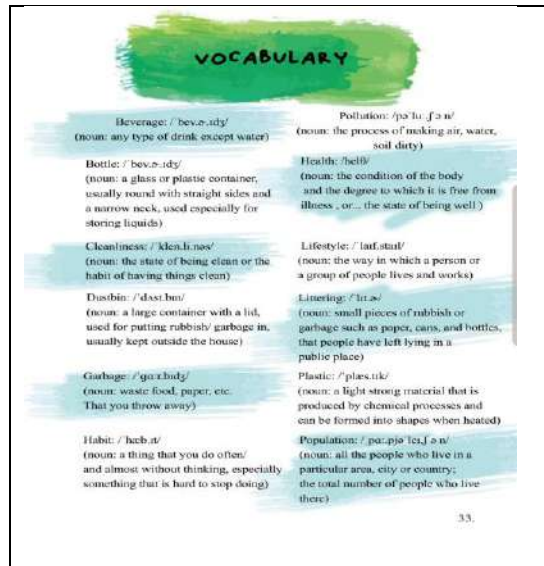 VOCABULARY
Beverage: /ˈbev.ɚ.ɪdʒ/
(noun: any type of drink except water)
Bottle: /ˈbev.ɚ.ɪdʒ/
(noun: a glass or plastic container,
usually round with straight sides and
a narrow neck, used especially for
storing liquids)
Cleanliness: /ˈklen.li.nəs/
(noun: the state of being clean or the
habit of having things clean)
Dustbin: /ˈdʌst.bɪn/
(noun: a large container with a lid,
used for putting rubbish/ garbage in,
usually kept outside the house)
Garbage: /ˈɡɑːr.bɪdʒ/
(noun: waste food, paper, etc.
That you throw away)
Habit: /ˈhæb.ɪt/
(noun: a thing that you do often/
and almost without thinking, especially
something that is hard to stop doing)
Pollution: /pəˈluː.ʃən/
(noun: the process of making air, water,
soil dirty)
Health: /helθ/
(noun: the condition of the body
and the degree to which it is free from
illness , or... the state of being well )
Lifestyle: /ˈlaɪf.staɪl/
(noun: the way in which a person or
a group of people lives and works)
Littering: /ˈlɪt.ɚ/
(noun: small pieces of rubbish or
garbage such as paper, cans, and bottles,
that people have left lying in a
public place)
Plastic: /ˈplæs.tɪk/
(noun: a light strong material that is
produced by chemical processes and
can be formed into shapes when heated)
Population: /ˌpɑː.pjəˈleɪ.ʃən/
(noun: all the people who live in a
particular area, city or country;
the total number of people who live
there)
33.